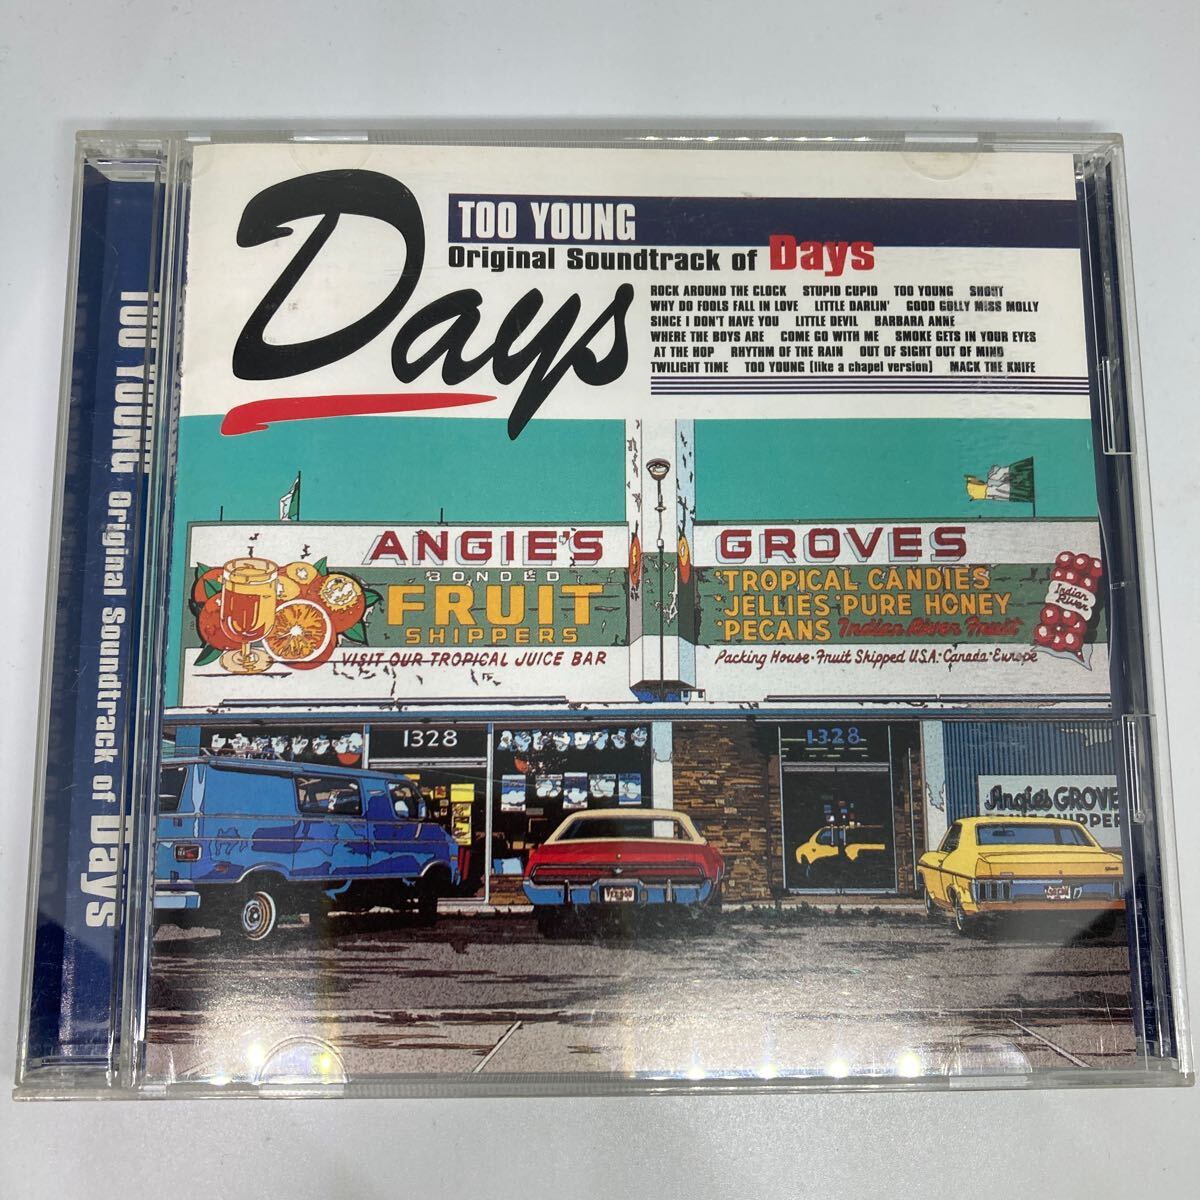 TOO YOUNG
Original Soundtrack of Days
Days
ROCK AROUND THE CLOCK STUPID CUPID TOO YOUNG SHOUT
WHY DO FOOLS FALL IN LOVE LITTLE DARLIN' GOOD GOLLY MISS MOLLY
SINCE I DON'T HAVE YOU LITTLE DEVIL BARBARA ANNE
WHERE THE BOYS ARE COME GO WITH ME SMOKE GETS IN YOUR EYES
AT THE HOP RHYTHM OF THE RAIN OUT OF SIGHT OUT OF MIND
TWILIGHT TIME TOO YOUNG (like a chapel version) MACK THE KNIFE
TOO YOUNG Original Soundtrack of Days
ANGIE'S
BONDED
FRUIT
SHIPPERS
VISIT OUR TROPICAL JUICE BAR
GROVES
TROPICAL CANDIES
JELLIES PURE HONEY
PECANS Indian River Fruit
Packing House · Fruit Shipped U.S.A · Canada · Europe
Indian River
1328
1328
Angie's GROVE
SHIPPER